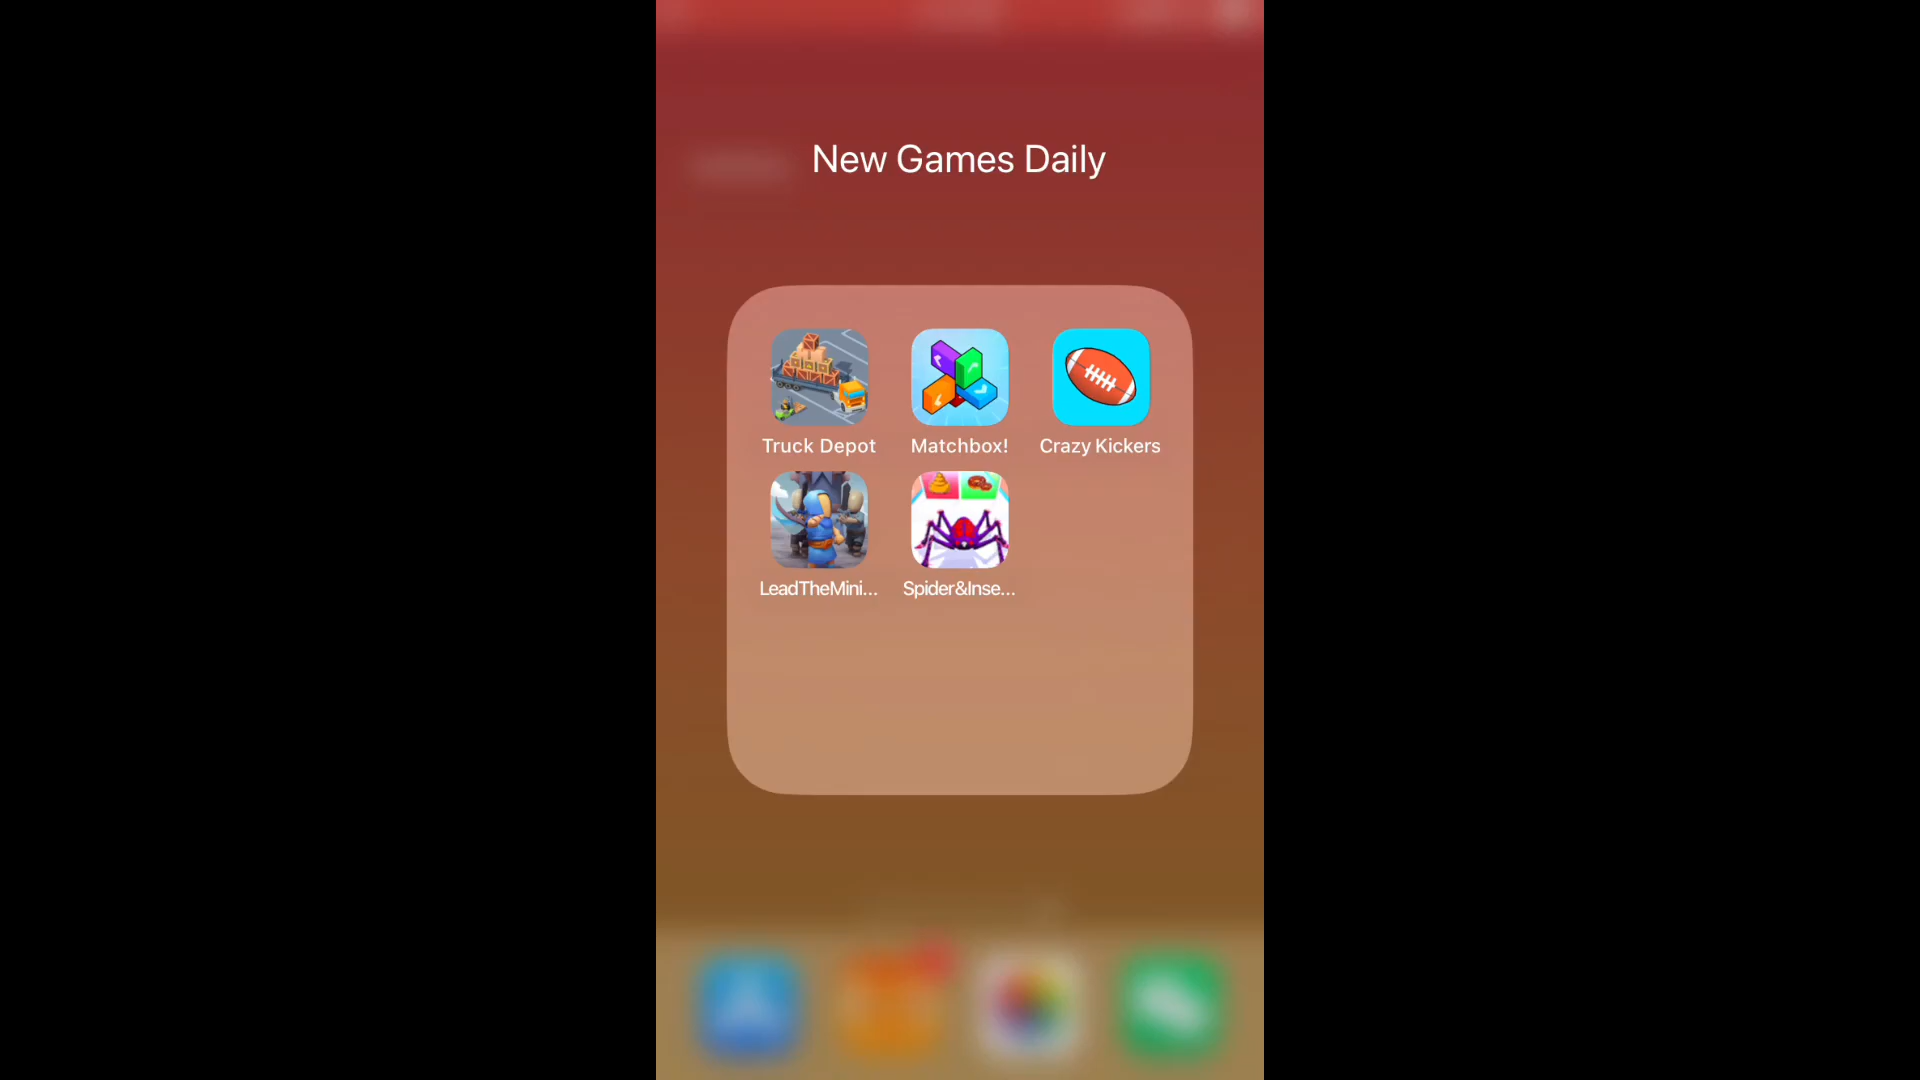 New Games Daily
Truck Depot
Matchbox!
Crazy Kickers
LeadTheMini...
Spider&Inse...